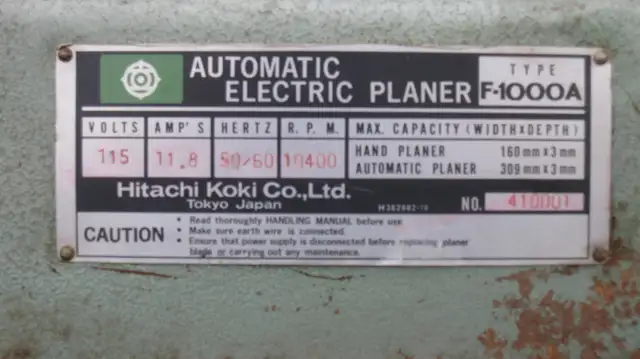 AUTOMATIC
ELECTRIC PLANER
TYPE
F-1000A
VOLTS AMP'S HERTZ R.P.M. MAX. CAPACITY (WIDTH×DEPTH)
115 11.8 50/60 10400
HAND PLANER 160mm×3mm
AUTOMATIC PLANER 309mm×3mm
Hitachi Koki Co.,Ltd.
Tokyo Japan
NO. 410001
CAUTION
• Read thoroughly HANDLING MANUAL before use.
• Make sure earth wire is connected.
• Ensure that power supply is disconnected before replacing planer
blade or carrying out any maintenance.